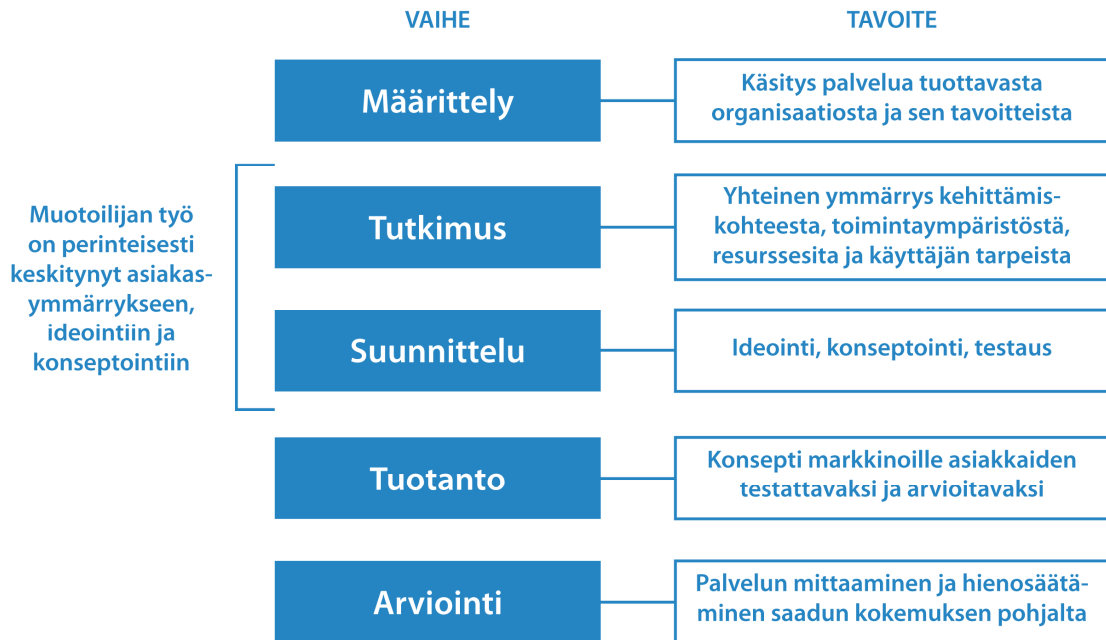 VAIHE
TAVOITE
Määrittely
Käsitys palvelua tuottavasta
organisaatiosta ja sen tavoitteista
Muotoilijan työ
on perinteisesti
keskitynyt asiakas-
ymmärrykseen,
ideointiin ja
konseptointiin
Tutkimus
Yhteinen ymmärrys kehittämis-
kohteesta, toimintaympäristöstä,
resurssesita ja käyttäjän tarpeista
Suunnittelu
Ideointi, konseptointi, testaus
Tuotanto
Konsepti markkinoille asiakkaiden
testattavaksi ja arvioitavaksi
Arviointi
Palvelun mittaaminen ja hienosäätä-
minen saadun kokemuksen pohjalta